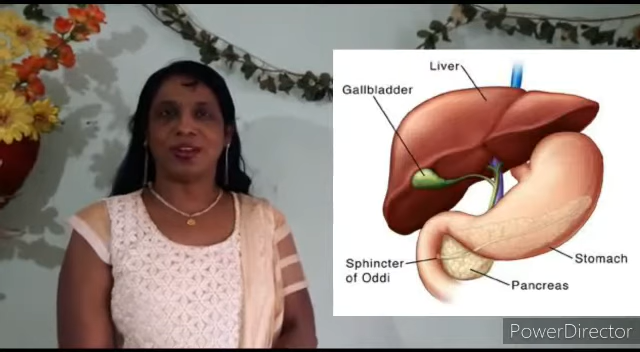 Liver
Gallbladder
Sphincter
of Oddi
Stomach
Pancreas
PowerDirector